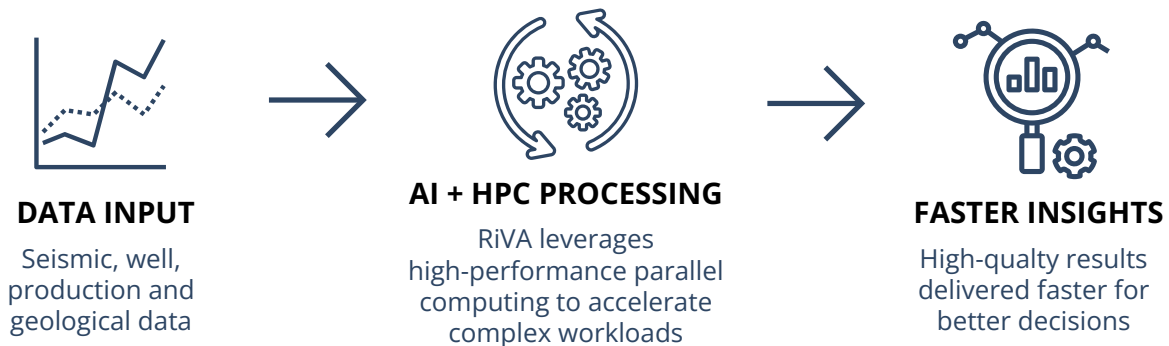 DATA INPUT
Seismic, well,
production and
geological data
AI + HPC PROCESSING
RiVA leverages
high-performance parallel
computing to accelerate
complex workloads
FASTER INSIGHTS
High-qualty results
delivered faster for
better decisions